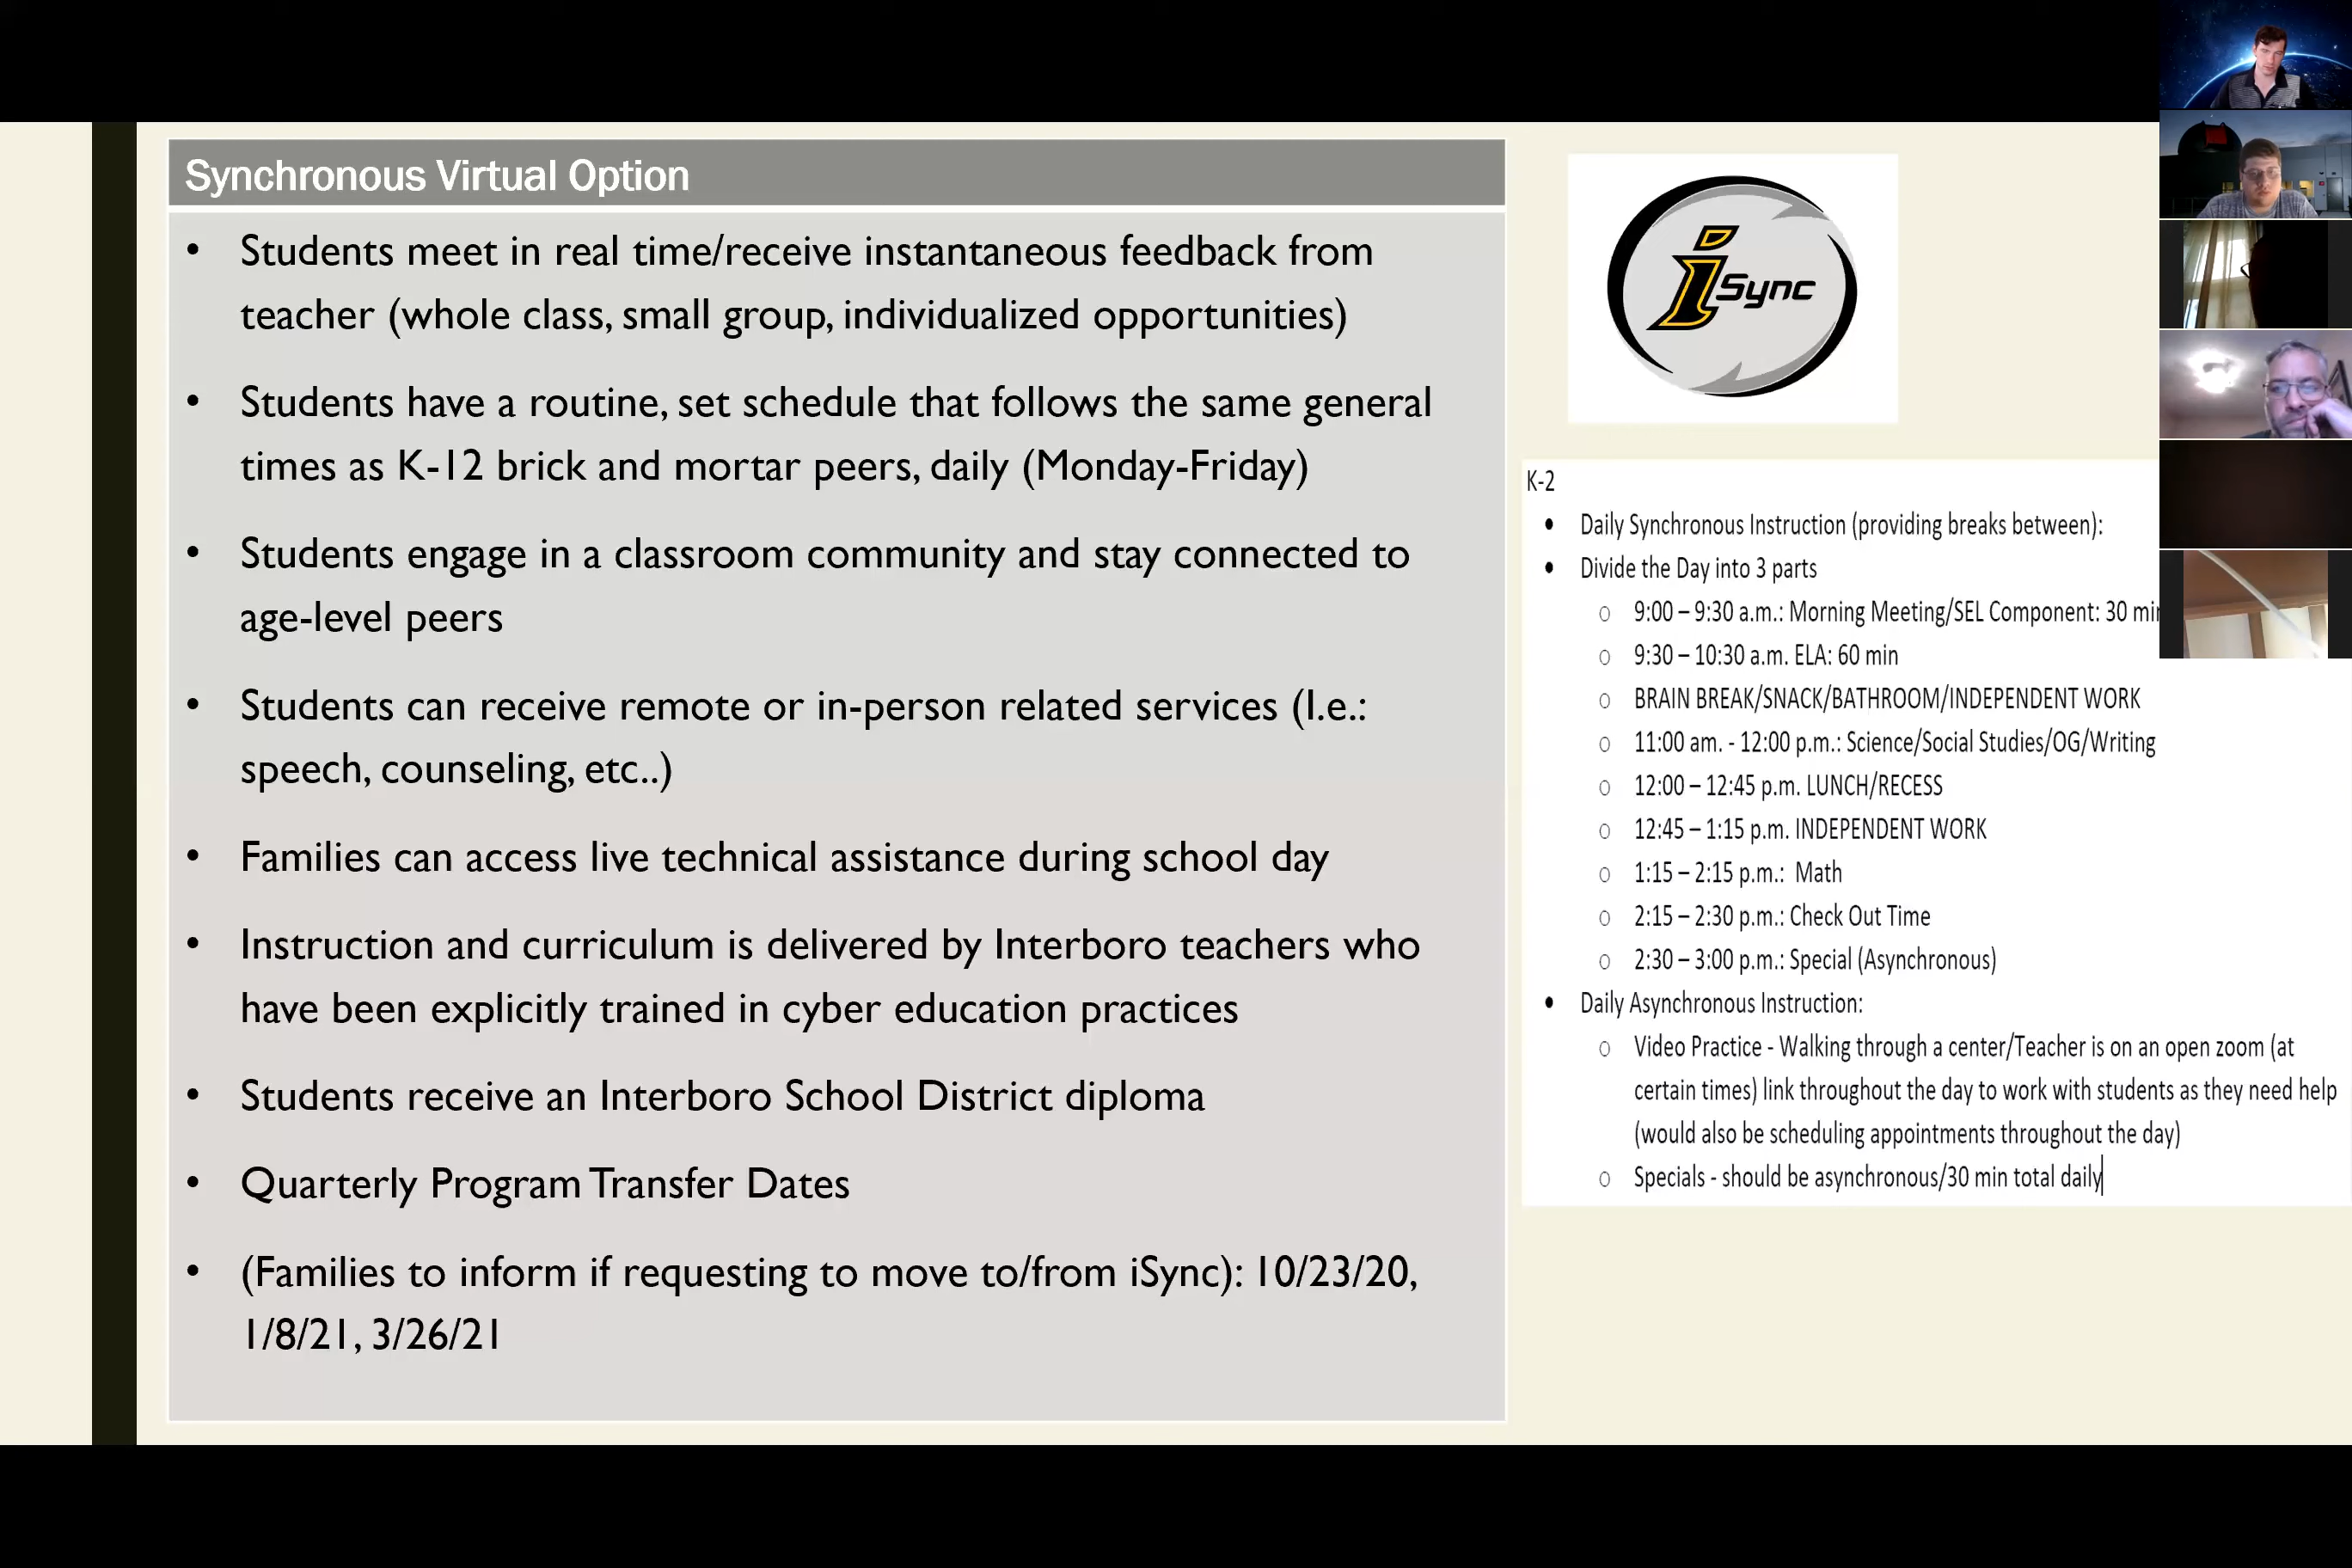 Synchronous Virtual Option
• Students meet in real time/receive instantaneous feedback from
teacher (whole class, small group, individualized opportunities)
• Students have a routine, set schedule that follows the same general
times as K-12 brick and mortar peers, daily (Monday-Friday)
• Students engage in a classroom community and stay connected to
age-level peers
• Students can receive remote or in-person related services (I.e.:
speech, counseling, etc..)
• Families can access live technical assistance during school day
• Instruction and curriculum is delivered by Interboro teachers who
have been explicitly trained in cyber education practices
• Students receive an Interboro School District diploma
• Quarterly Program Transfer Dates
• (Families to inform if requesting to move to/from iSync): 10/23/20,
1/8/21, 3/26/21
iSync
K-2
• Daily Synchronous Instruction (providing breaks between):
• Divide the Day into 3 parts
o 9:00 – 9:30 a.m.: Morning Meeting/SEL Component: 30 min
o 9:30 – 10:30 a.m. ELA: 60 min
o BRAIN BREAK/SNACK/BATHROOM/INDEPENDENT WORK
o 11:00 am. - 12:00 p.m.: Science/Social Studies/OG/Writing
o 12:00 – 12:45 p.m. LUNCH/RECESS
o 12:45 – 1:15 p.m. INDEPENDENT WORK
o 1:15 – 2:15 p.m.: Math
o 2:15 – 2:30 p.m.: Check Out Time
o 2:30 – 3:00 p.m.: Special (Asynchronous)
• Daily Asynchronous Instruction:
o Video Practice - Walking through a center/Teacher is on an open zoom (at
certain times) link throughout the day to work with students as they need help
(would also be scheduling appointments throughout the day)
o Specials - should be asynchronous/30 min total daily